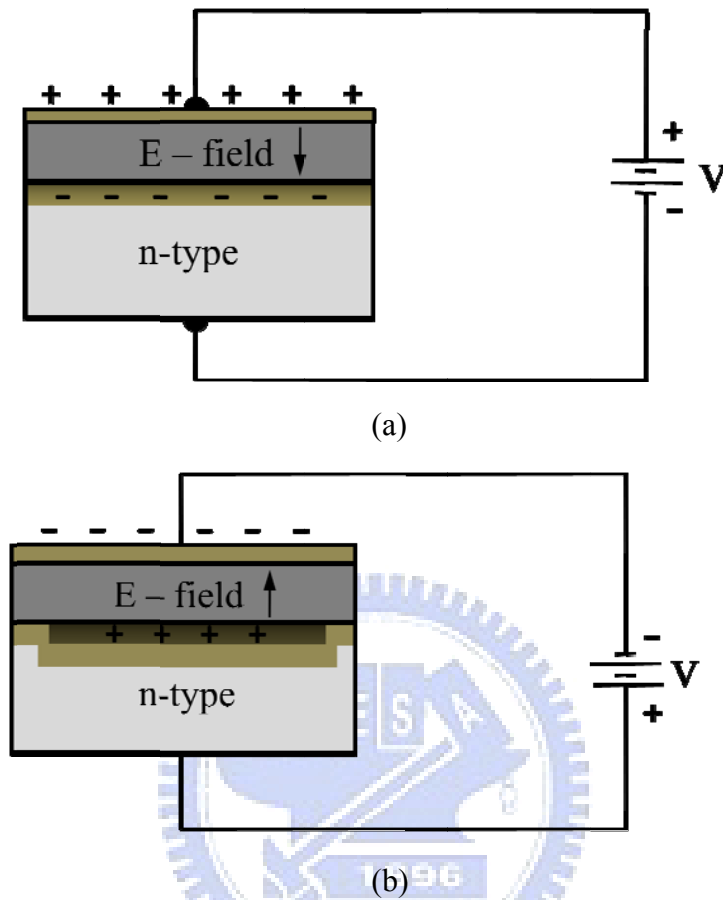 + + + + + +
E – field ↓
- - - - - -
n-type
+
V
-
(a)
- - - - - -
E – field ↑
+ + + +
n-type
-
V
+
E S A
1896
(b)